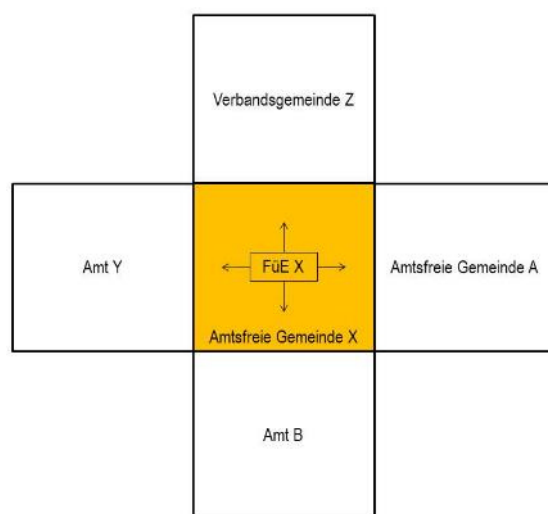 Verbandsgemeinde Z
Amt Y
FüE X
Amtsfreie Gemeinde A
Amtsfreie Gemeinde X
Amt B